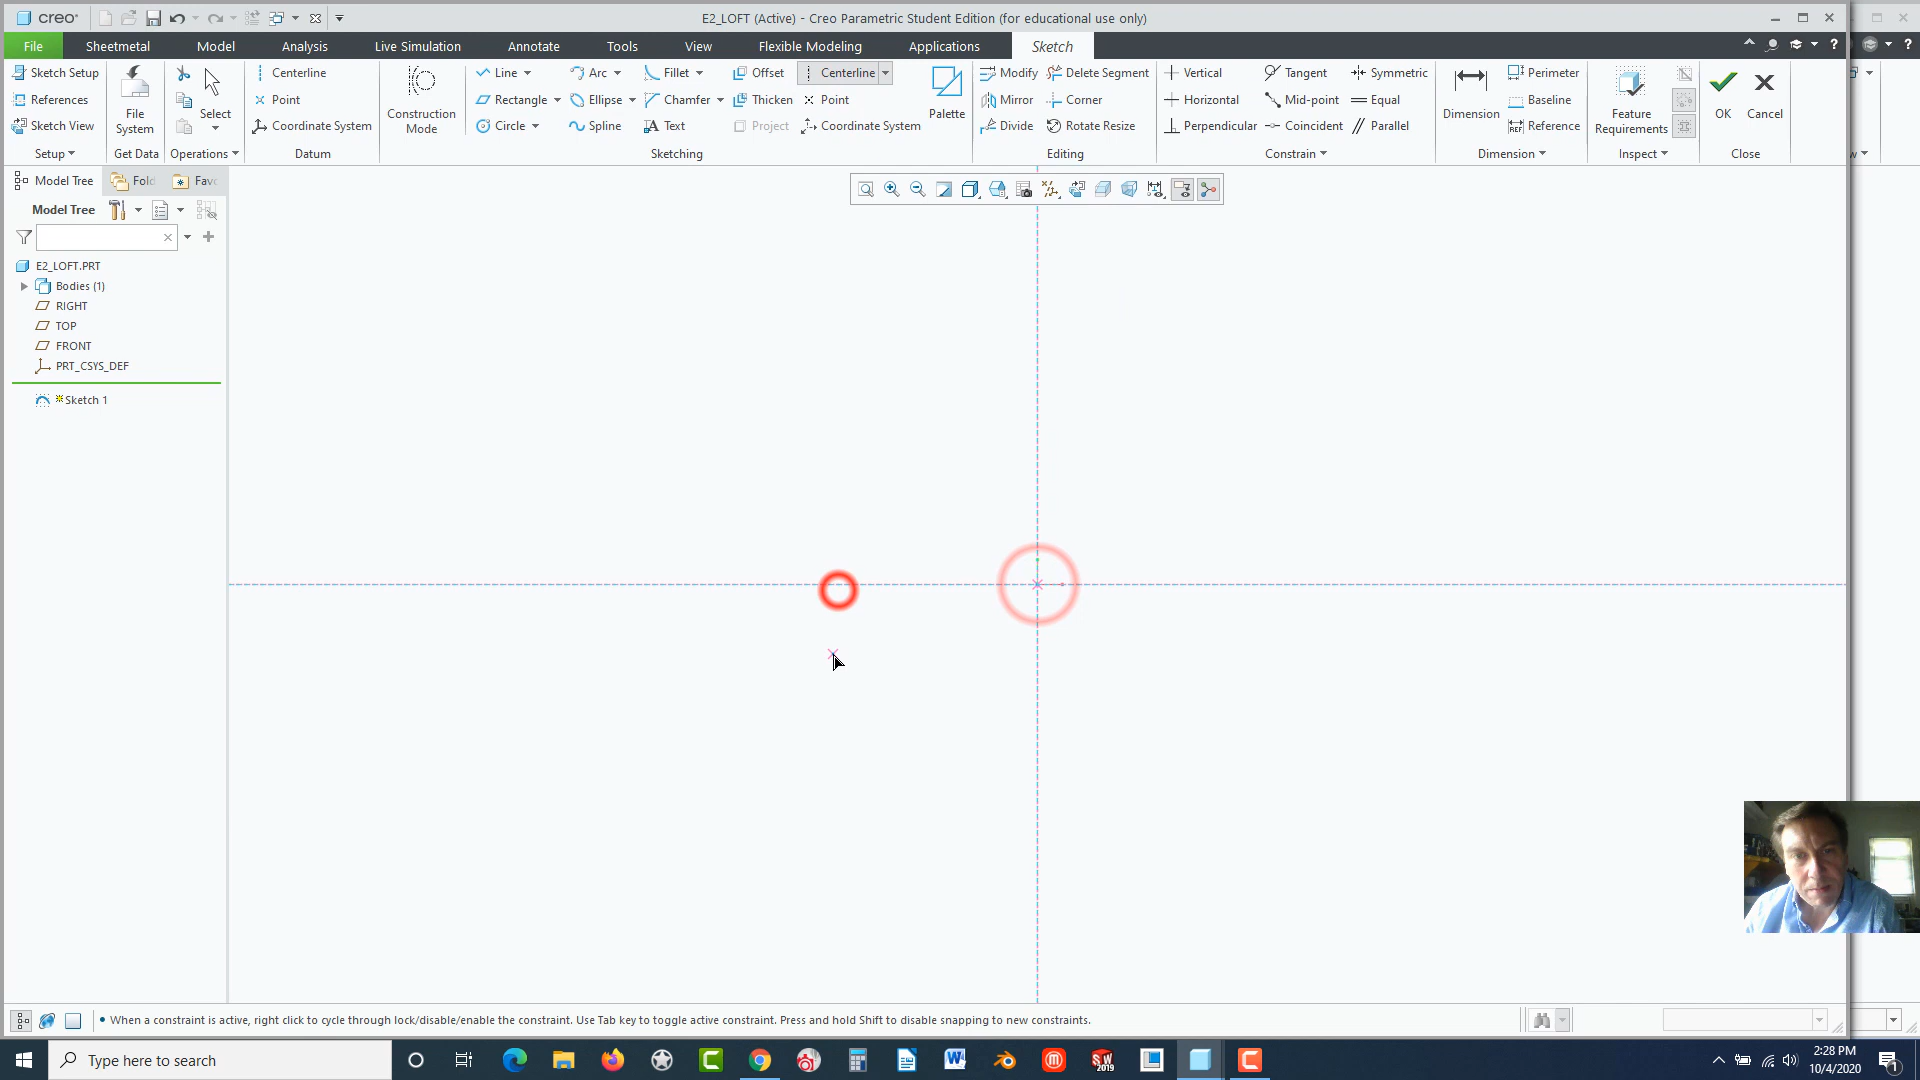 creo
E2_LOFT (Active) - Creo Parametric Student Edition (for educational use only)
File Sheetmetal Model Analysis Live Simulation Annotate Tools View Flexible Modeling Applications Sketch
Sketch Setup
References
Sketch View
Setup
File System
Get Data
Select
Operations
Centerline
Point
Coordinate System
Datum
Construction Mode
Line Arc Fillet Offset Centerline
Rectangle Ellipse Chamfer Thicken Point
Circle Spline Text Project Coordinate System
Palette
Sketching
Modify Delete Segment
Mirror Corner
Divide Rotate Resize
Editing
Vertical Tangent Symmetric
Horizontal Mid-point Equal
Perpendicular Coincident Parallel
Constrain
Dimension
Perimeter
Baseline
REF Reference
Dimension
Feature Requirements
Inspect
OK Cancel
Close
Model Tree Fold Fav
Model Tree
E2_LOFT.PRT
Bodies (1)
RIGHT
TOP
FRONT
PRT_CSYS_DEF
Sketch 1
When a constraint is active, right click to cycle through lock/disable/enable the constraint. Use Tab key to toggle active constraint. Press and hold Shift to disable snapping to new constraints.
Type here to search
2:28 PM
10/4/2020